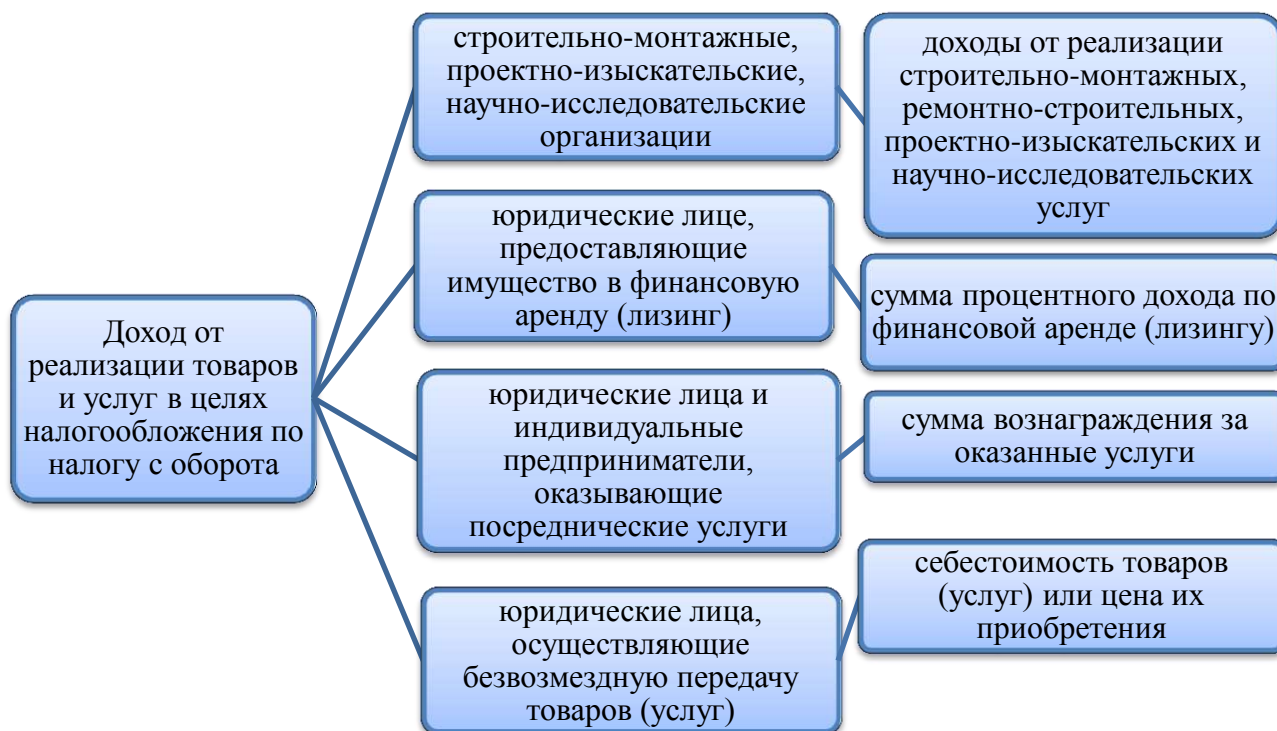 Доход от
реализации товаров
и услуг в целях
налогообложения по
налогу с оборота
строительно-монтажные,
проектно-изыскательские,
научно-исследовательские
организации
доходы от реализации
строительно-монтажных,
ремонтно-строительных,
проектно-изыскательских и
научно-исследовательских
услуг
юридические лице,
предоставляющие
имущество в финансовую
аренду (лизинг)
сумма процентного дохода по
финансовой аренде (лизингу)
юридические лица и
индивидуальные
предприниматели,
оказывающие
посреднические услуги
сумма вознаграждения за
оказанные услуги
юридические лица,
осуществляющие
безвозмездную передачу
товаров (услуг)
себестоимость товаров
(услуг) или цена их
приобретения